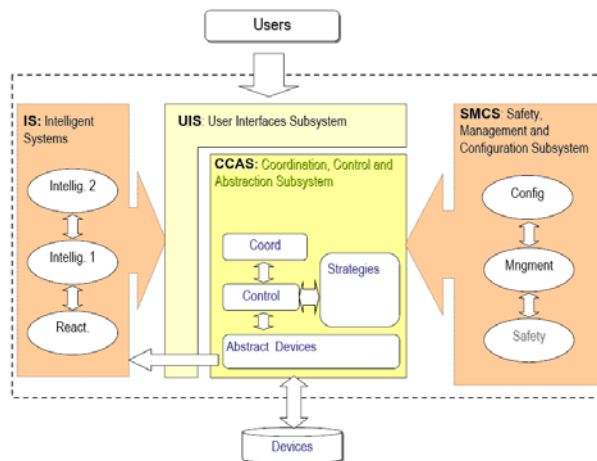 Users
IS: Intelligent
Systems
Intellig. 2
Intellig. 1
React.
UIS: User Interfaces Subsystem
CCAS: Coordination, Control and
Abstraction Subsystem
Coord
Control
Strategies
Abstract Devices
SMCS: Safety,
Management and
Configuration Subsystem
Config
Mngment
Safety
Devices